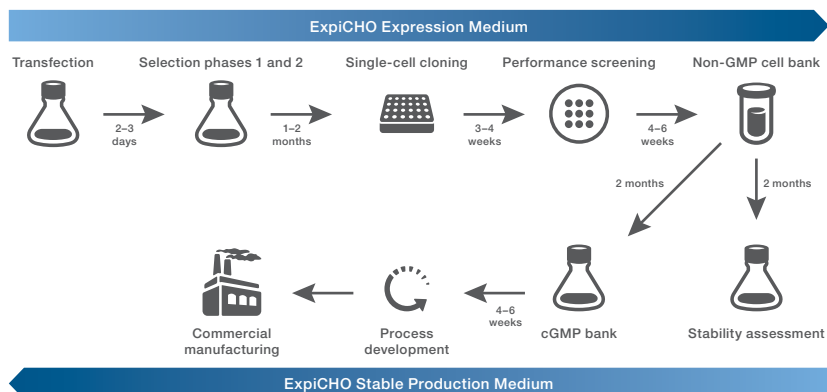 ExpiCHO Expression Medium
Transfection
Selection phases 1 and 2
Single-cell cloning
Performance screening
Non-GMP cell bank
2–3
days
1–2
months
3–4
weeks
4–6
weeks
2 months
2 months
4–6
weeks
Commercial
manufacturing
Process
development
cGMP bank
Stability assessment
ExpiCHO Stable Production Medium